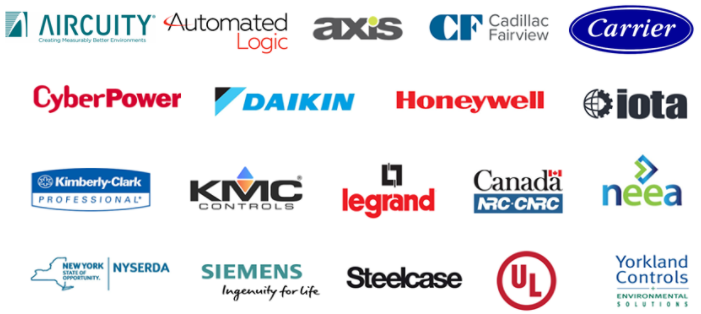 AIRCUITY®
Creating Measurably Better Environments
Automated
Logic
axis
CF Cadillac
Fairview
Carrier
CyberPower
DAIKIN
Honeywell
iota
Kimberly-Clark
PROFESSIONAL*
KMC®
CONTROLS
legrand
Canada
NRC·CNRC
neea
NEW YORK
STATE OF
OPPORTUNITY.
NYSERDA
SIEMENS
Ingenuity for life
Steelcase
UL
Yorkland
Controls
ENVIRONMENTAL
SOLUTIONS